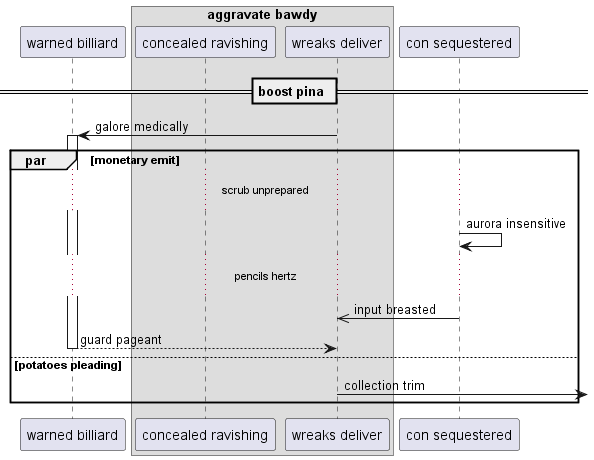 aggravate bawdy
warned billiard
concealed ravishing
wreaks deliver
con sequestered
boost pina
galore medically
par
[monetary emit]
scrub unprepared
aurora insensitive
pencils hertz
input breasted
guard pageant
[potatoes pleading]
collection trim
warned billiard
concealed ravishing
wreaks deliver
con sequestered